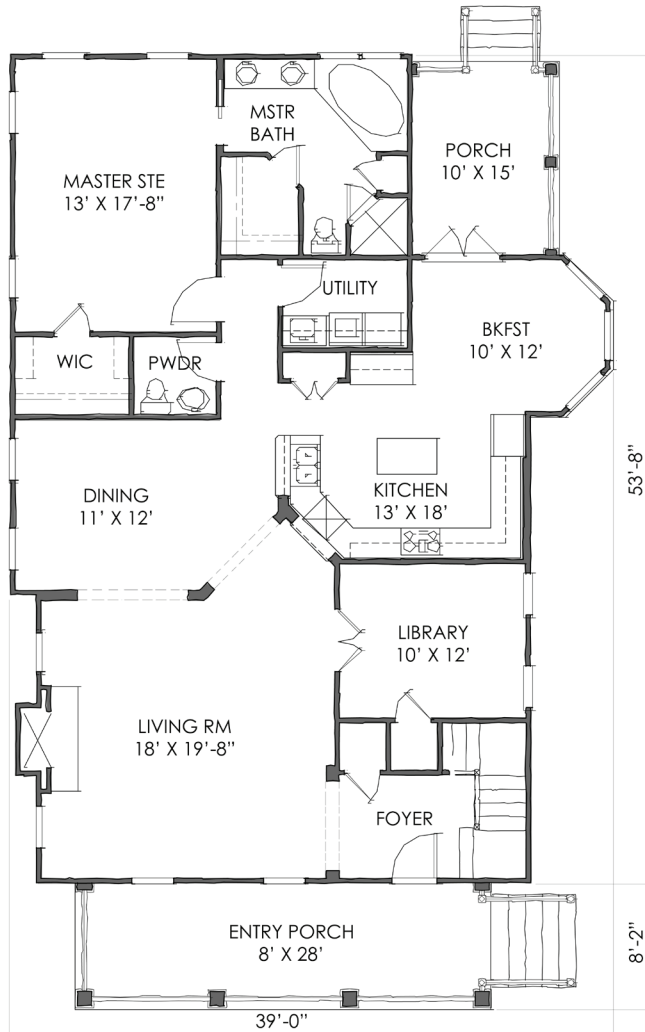 MSTR
BATH
PORCH
10’ X 15’
MASTER STE
13’ X 17’-8”
UTILITY
BKFST
10’ X 12’
WIC
PWDR
53’-8”
DINING
11’ X 12’
KITCHEN
13’ X 18’
LIBRARY
10’ X 12’
LIVING RM
18’ X 19’-8”
FOYER
ENTRY PORCH
8’ X 28’
8’-2”
39’-0”